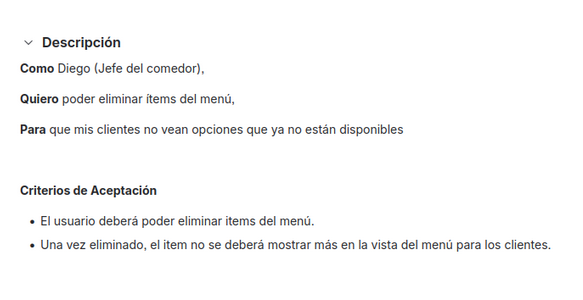 Descripción
Como Diego (Jefe del comedor),
Quiero poder eliminar ítems del menú,
Para que mis clientes no vean opciones que ya no están disponibles
Criterios de Aceptación
• El usuario deberá poder eliminar items del menú.
• Una vez eliminado, el item no se deberá mostrar más en la vista del menú para los clientes.